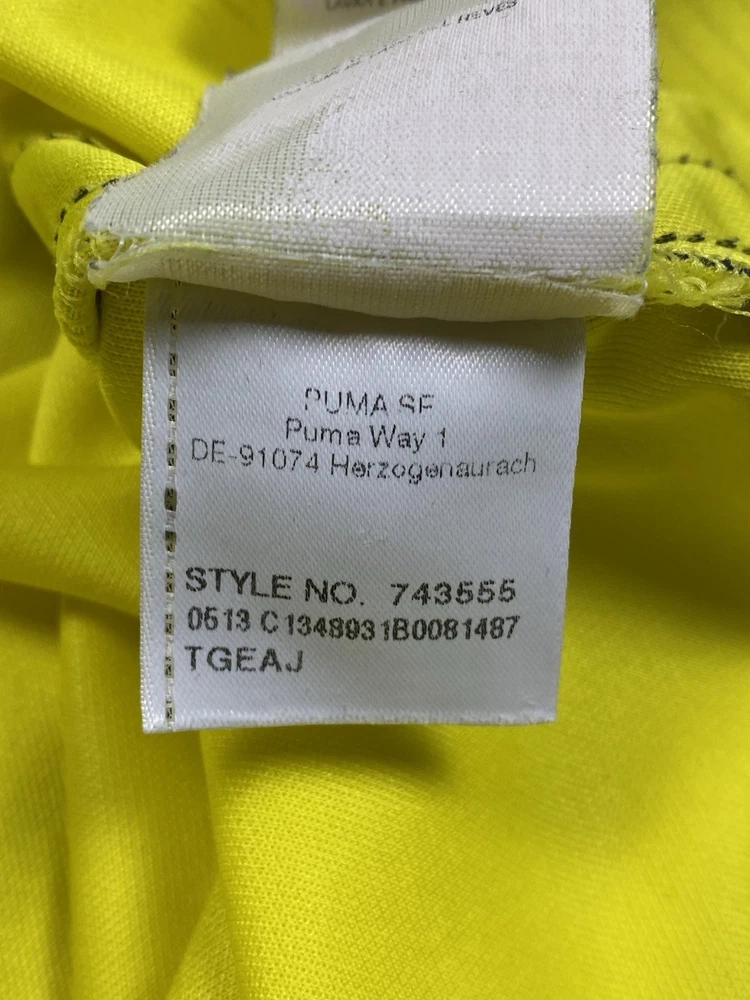 PUMA SE
Puma Way 1
DE-91074 Herzogenaurach
STYLE NO. 743555
0513 C1348931B0081487
TGEAJ